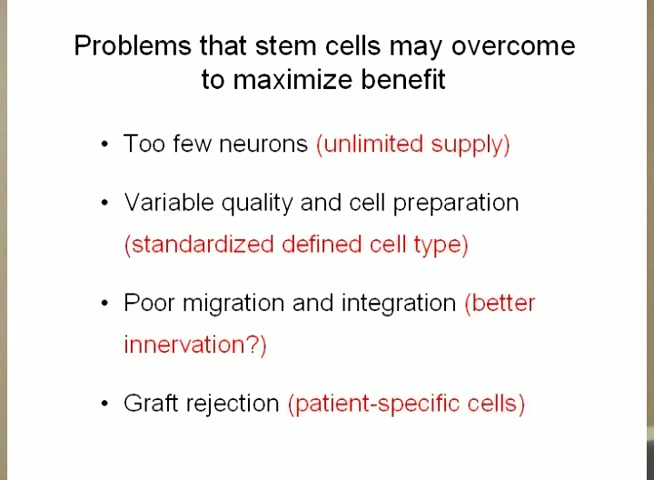 Problems that stem cells may overcome
to maximize benefit
• Too few neurons (unlimited supply)
• Variable quality and cell preparation
(standardized defined cell type)
• Poor migration and integration (better
innervation?)
• Graft rejection (patient-specific cells)